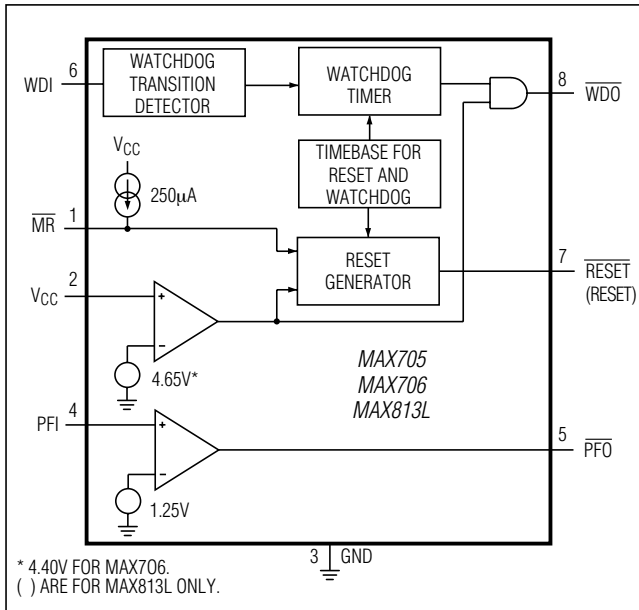 WATCHDOG
TRANSITION
DETECTOR
WATCHDOG
TIMER
6
WDI
8
WDO
VCC
TIMEBASE FOR
RESET AND
WATCHDOG
250µA
1
MR
RESET
GENERATOR
7
RESET
(RESET)
2
VCC
+
−
4.65V*
MAX705
MAX706
MAX813L
4
PFI
+
−
5
PFO
1.25V
3 GND
* 4.40V FOR MAX706.
( ) ARE FOR MAX813L ONLY.